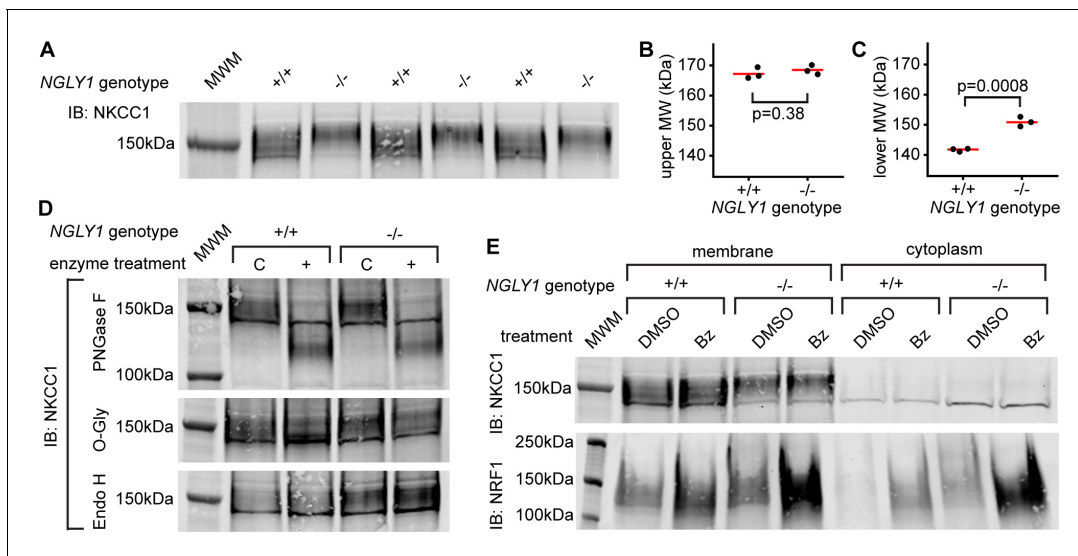 A
NGLY1 genotype MWM +/+ -/- +/+ -/- +/+ -/-
IB: NKCC1
150kDa
B
upper MW (kDa)
170
160
150
140
p=0.38
+/+ -/-
NGLY1 genotype
C
lower MW (kDa)
170
160
150
140
p=0.0008
+/+ -/-
NGLY1 genotype
D
NGLY1 genotype MWM +/+ -/-
enzyme treatment C + C +
IB: NKCC1
PNGase F
150kDa
100kDa
O-Gly
150kDa
Endo H
150kDa
E
membrane cytoplasm
NGLY1 genotype +/+ -/- +/+ -/-
treatment MWM DMSO Bz DMSO Bz DMSO Bz DMSO Bz
IB: NKCC1
150kDa
IB: NRF1
250kDa
150kDa
100kDa